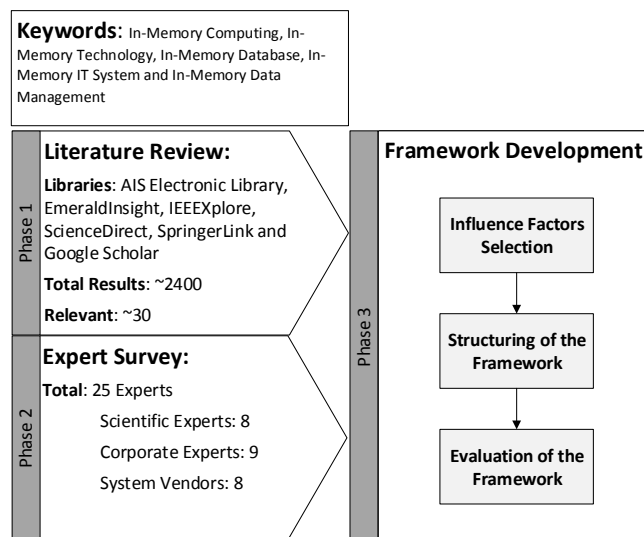 Keywords: In-Memory Computing, In-
Memory Technology, In-Memory Database, In-
Memory IT System and In-Memory Data
Management
Phase 1
Literature Review:
Libraries: AIS Electronic Library,
EmeraldInsight, IEEEXplore,
ScienceDirect, SpringerLink and
Google Scholar
Total Results: ~2400
Relevant: ~30
Phase 2
Expert Survey:
Total: 25 Experts
Scientific Experts: 8
Corporate Experts: 9
System Vendors: 8
Phase 3
Framework Development
Influence Factors
Selection
Structuring of the
Framework
Evaluation of the
Framework